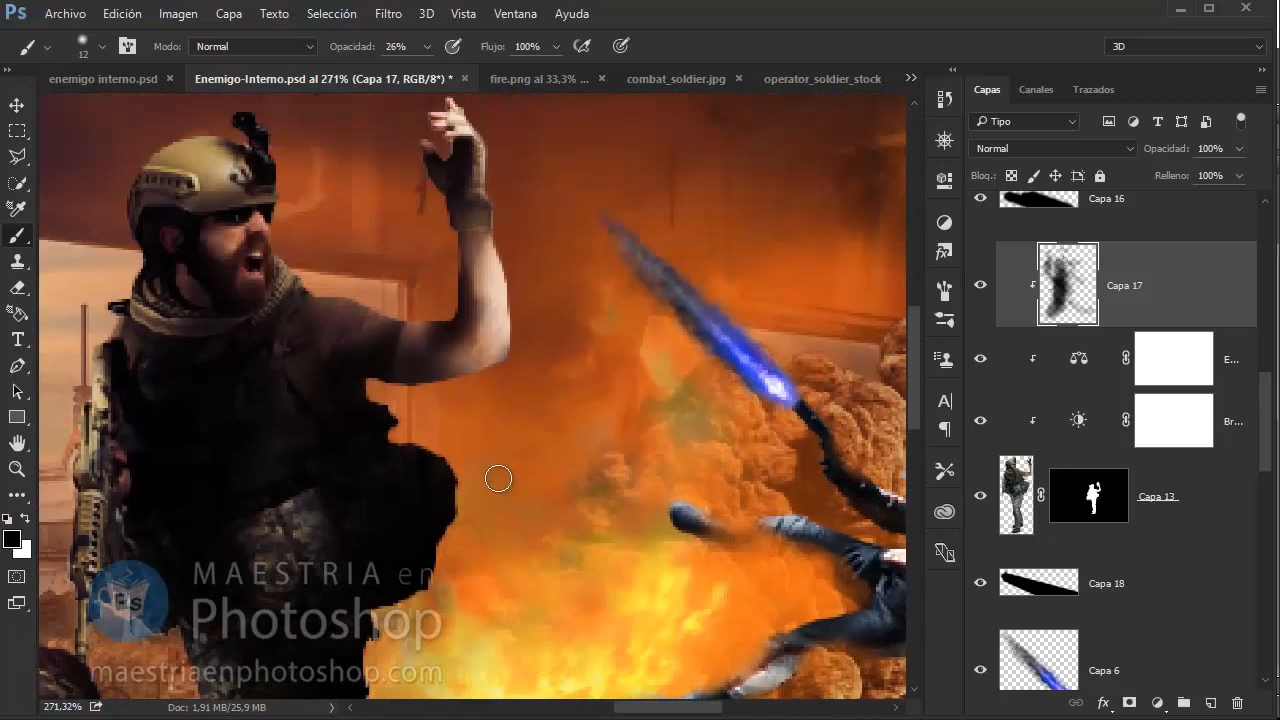 Ps Archivo Edición Imagen Capa Texto Selección Filtro 3D Vista Ventana Ayuda
12 Modo: Normal Opacidad: 26% Flujo: 100% 3D
enemigo interno.psd × Enemigo-Interno.psd al 271% (Capa 17, RGB/8*) * × fire.png al 33,3% ... × combat_soldier.jpg × operator_soldier_stock
Capas Canales Trazados
Tipo
Normal Opacidad: 100%
Bloq.: Relleno: 100%
Capa 16
Capa 17
E...
Br...
Capa 13
Capa 18
Capa 6
MAESTRIA en
Photoshop
maestriaenphotoshop.com
271,32% Doc: 1,91 MB/25,9 MB